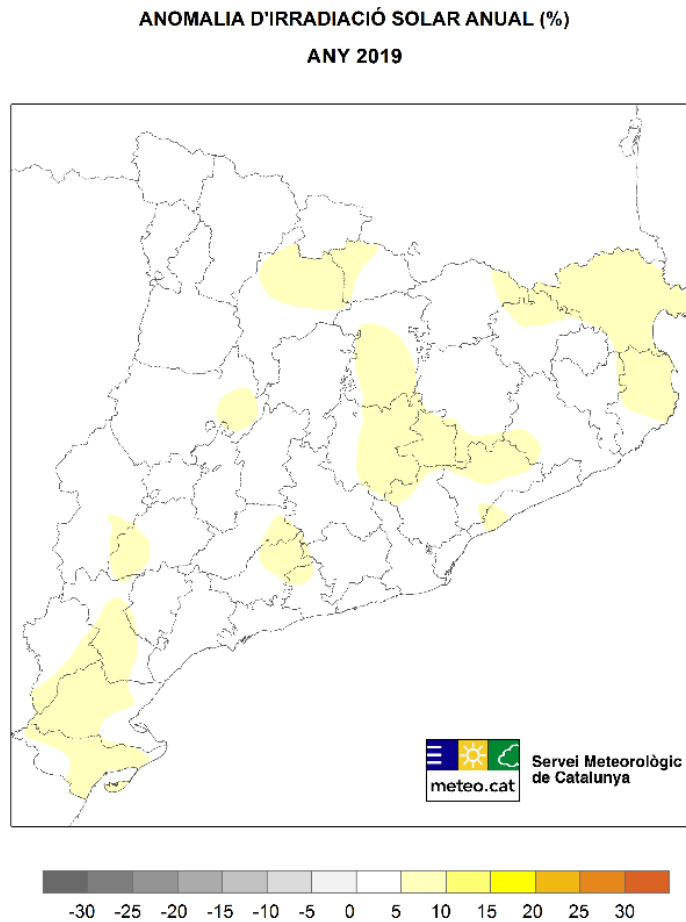 ANOMALIA D'IRRADIACIÓ SOLAR ANUAL (%)
ANY 2019
meteo.cat
Servei Meteorològic
de Catalunya
-30 -25 -20 -15 -10 -5 0 5 10 15 20 25 30